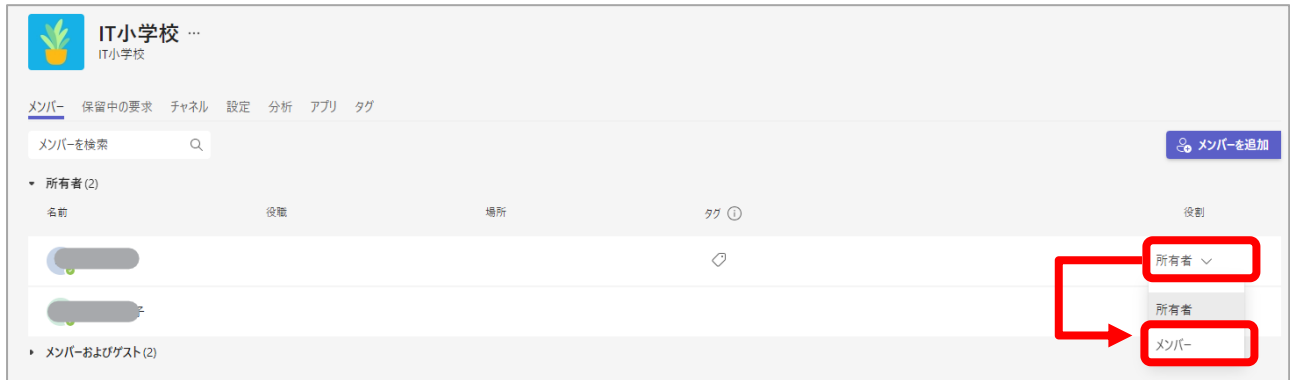 IT小学校 …
IT小学校
メンバー 保留中の要求 チャネル 設定 分析 アプリ タグ
メンバーを検索
メンバーを追加
所有者(2)
名前 役職 場所 タグ 役割
所有者
子
所有者
メンバー
メンバーおよびゲスト(2)